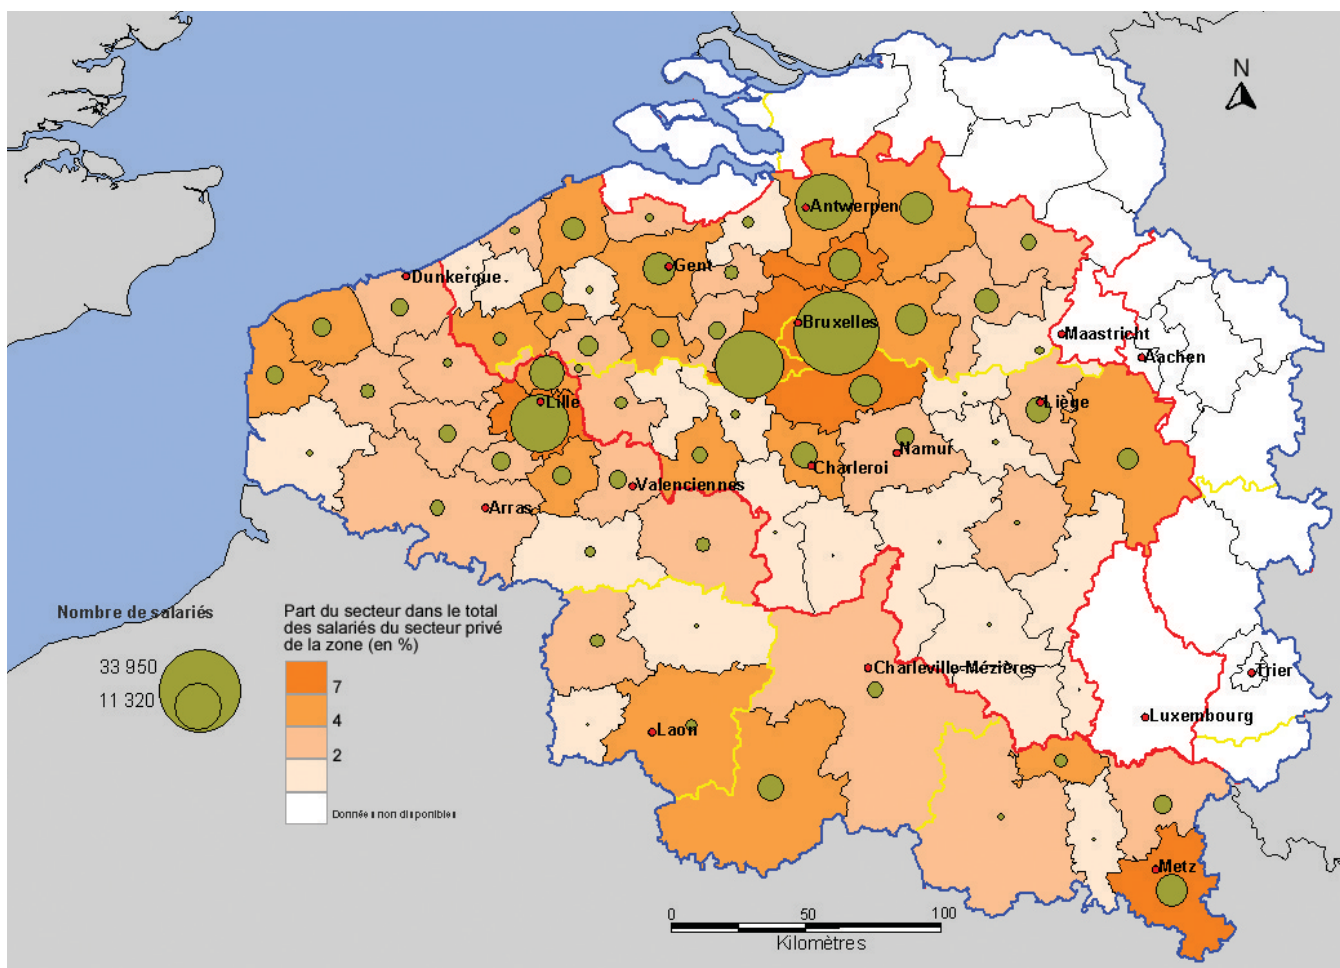 N
Antwerpen
Gent
Dunkerque
Bruxelles
Maastricht
Aachen
Lille
Liège
Namur
Charleroi
Valenciennes
Arras
Nombre de salariés
33 950
11 320
Part du secteur dans le total
des salariés du secteur privé
de la zone (en %)
7
4
2
Données non disponibles
Charleville-Mézières
Trier
Luxembourg
Laon
Metz
0 50 100
Kilomètres